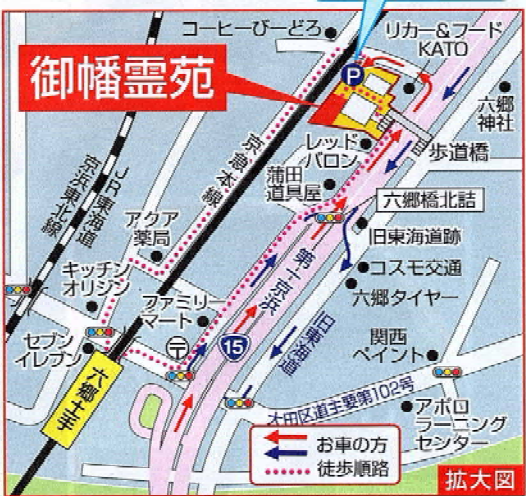 コーヒーびーどろ
リカー&フード
KATO
P
御幡霊苑
六郷
神社
レッド
バロン
歩道橋
京急本線
蒲田
道具屋
六郷橋北詰
JR東海道
京浜東北線
旧東海道跡
アクア
薬局
第一京浜
コスモ交通
六郷タイヤー
キッチン
オリジン
ファミリー
マート
旧東海道
〒
15
関西
ペイント
セブン
イレブン
六郷土手
大田区道主要第102号
アポロ
ラーニング
センター
お車の方
徒歩順路
拡大図